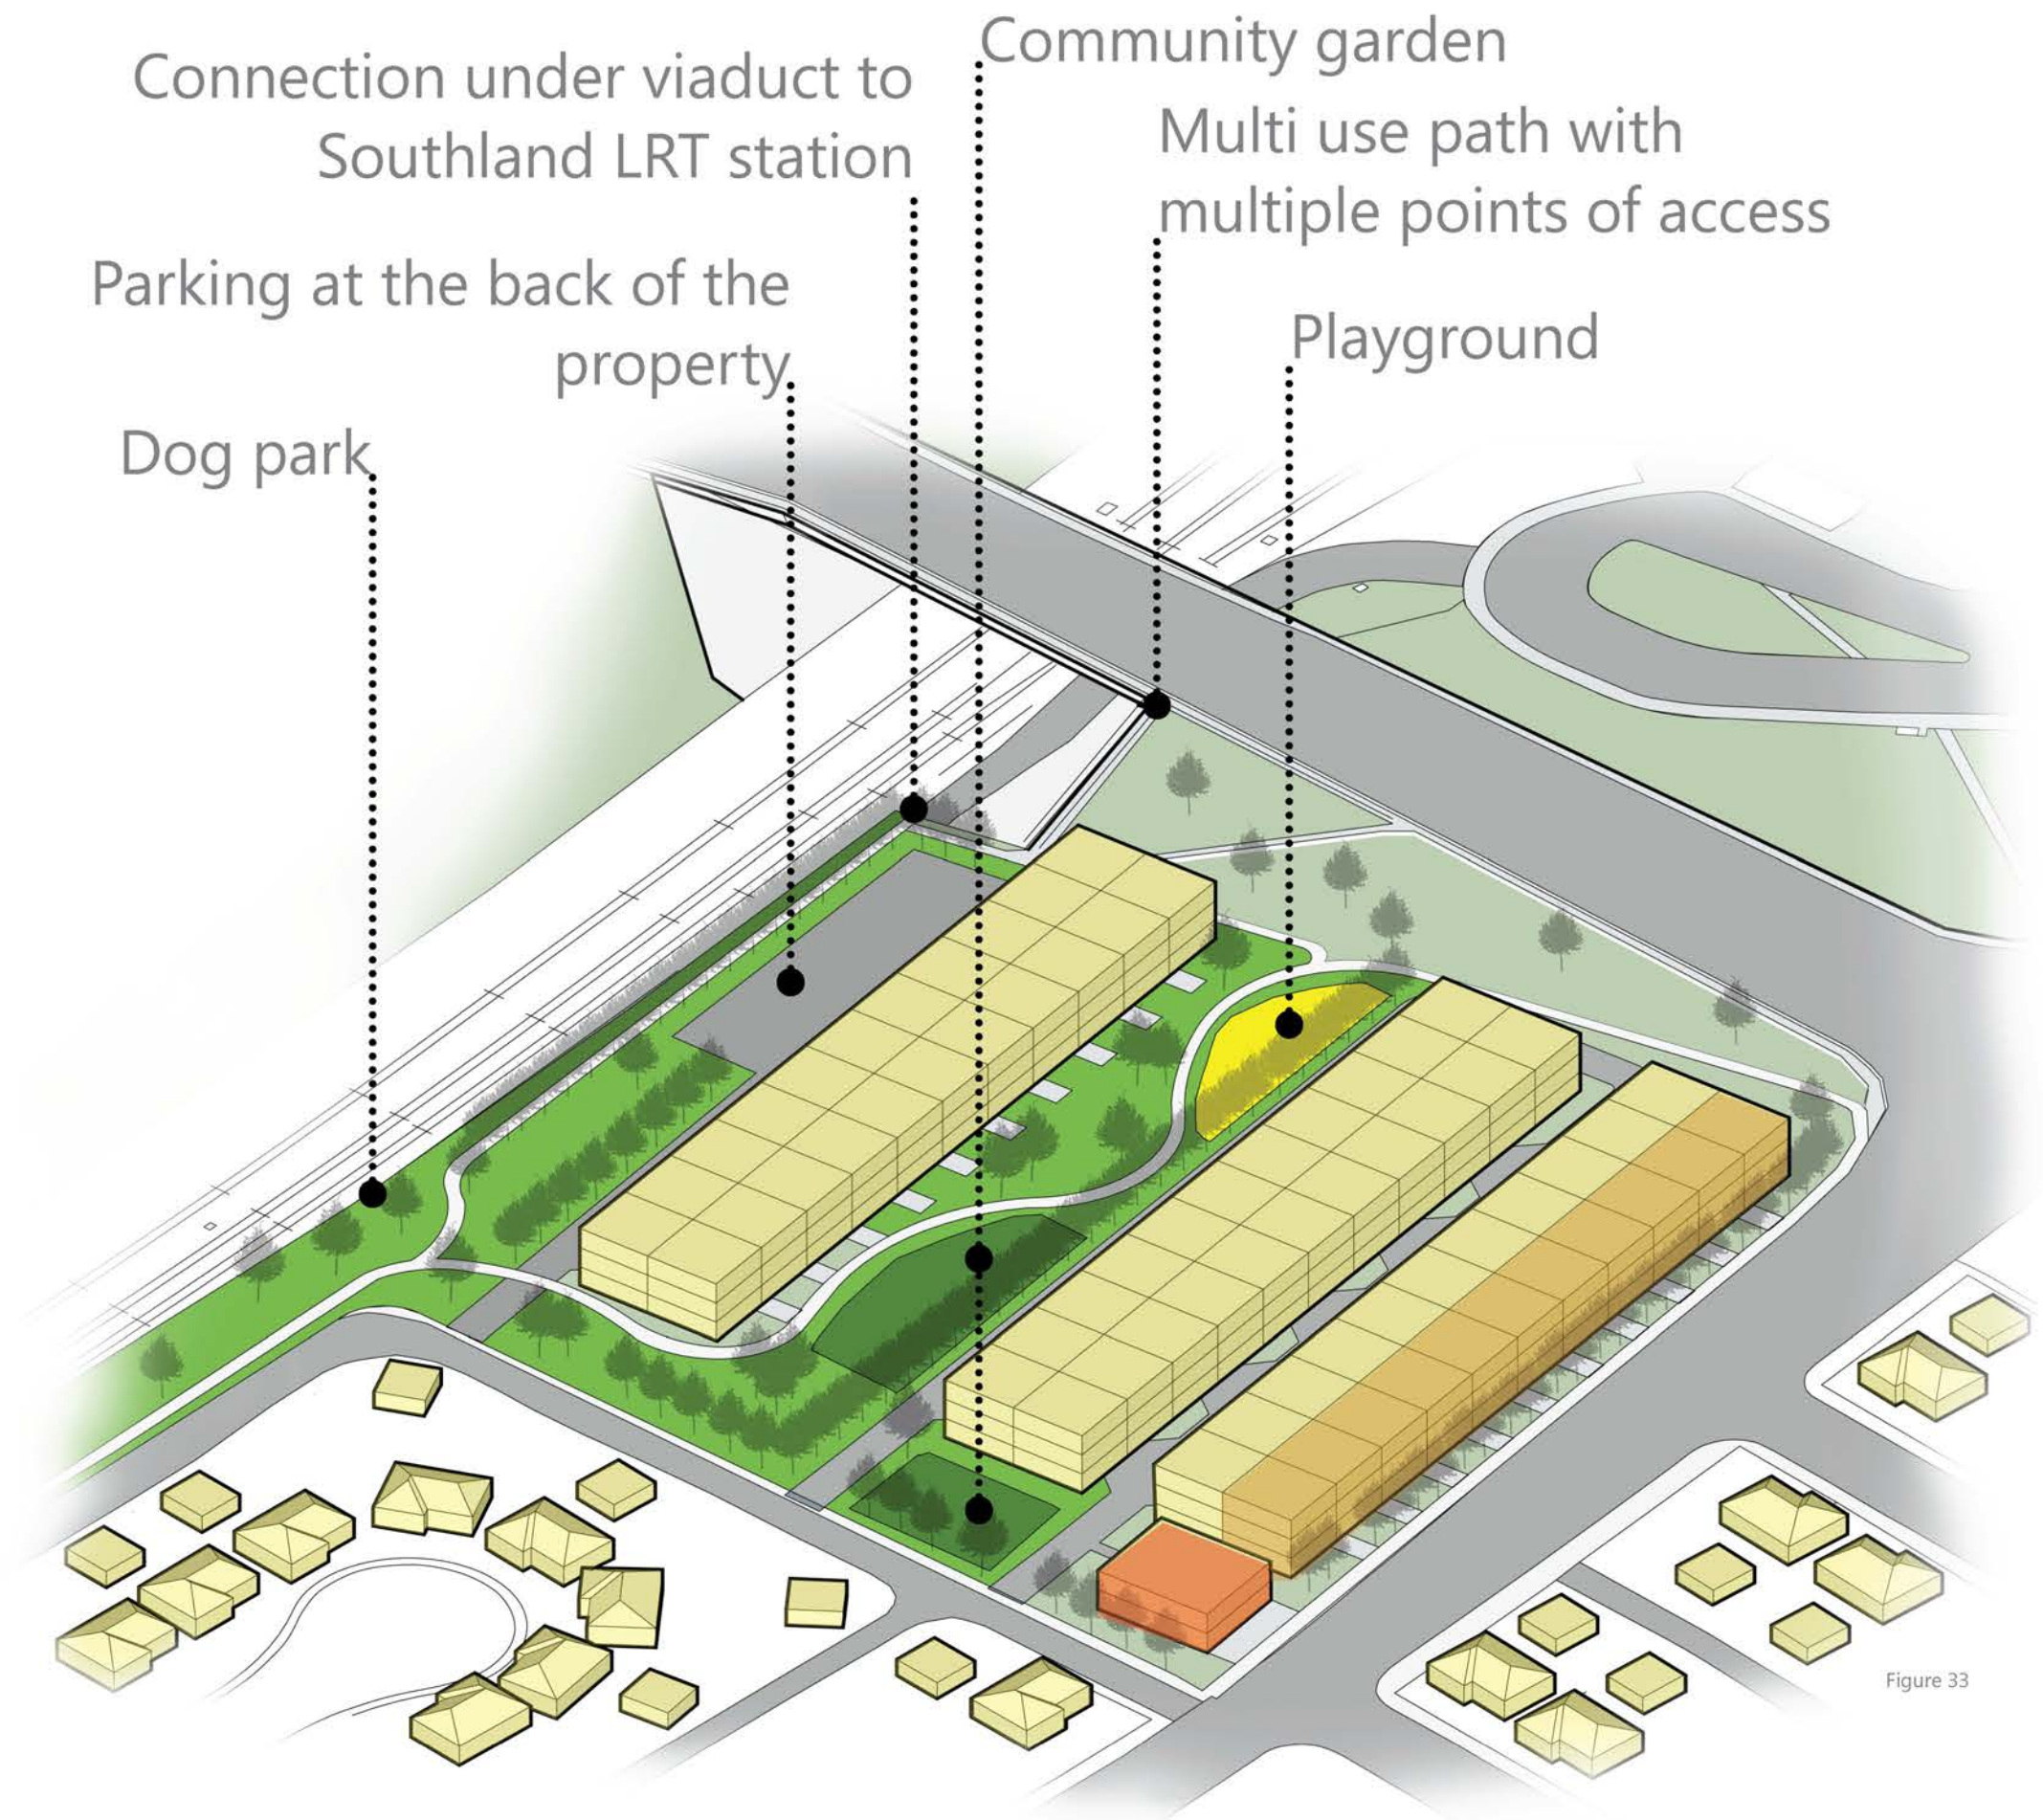 Community garden
Connection under viaduct to
Southland LRT station
Multi use path with
multiple points of access
Parking at the back of the
property
Playground
Dog park
Figure 33